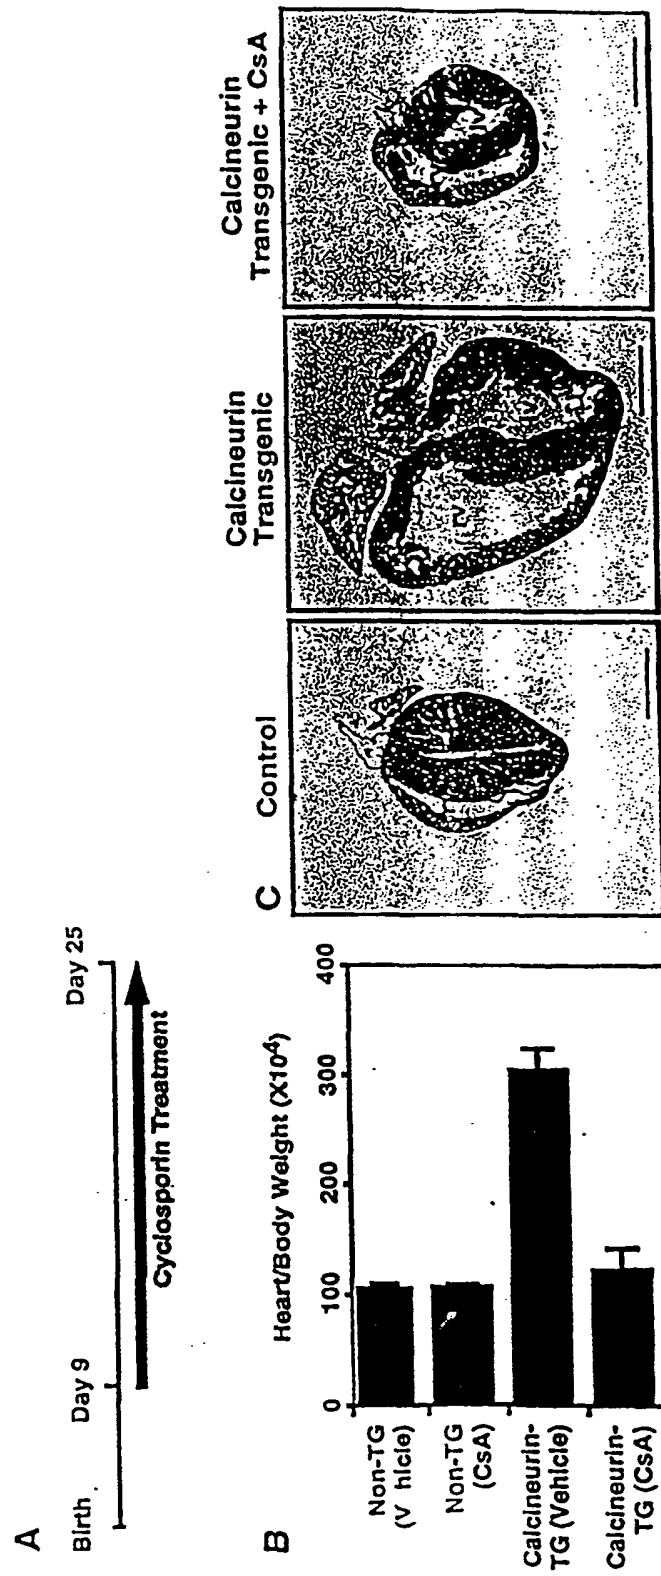 A
Birth
Day 9
Day 25
Cyclosporin Treatment
B
Heart/Body Weight (X10⁴)
0
100
200
300
400
Non-TG
(V hicle)
Non-TG
(CsA)
Calcineurin-
TG (Vehicle)
Calcineurin-
TG (CsA)
C
Control
Calcineurin
Transgenic
Calcineurin
Transgenic + CsA